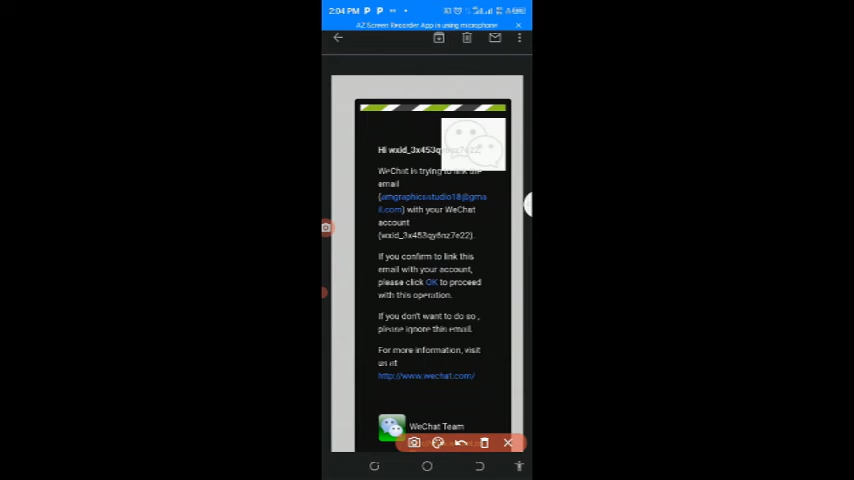 2:04 PM P P
AZ Screen Recorder App is using microphone
Hi wxid_3x453qy6nz7e22,
WeChat is trying to link the
email
(amgraphicsstudio18@gma
il.com) with your WeChat
account
(wxid_3x453qy6nz7e22).
If you confirm to link this
email with your account,
please click OK to proceed
with this operation.
If you don't want to do so ,
please ignore this email.
For more information, visit
us at
http://www.wechat.com/
WeChat Team